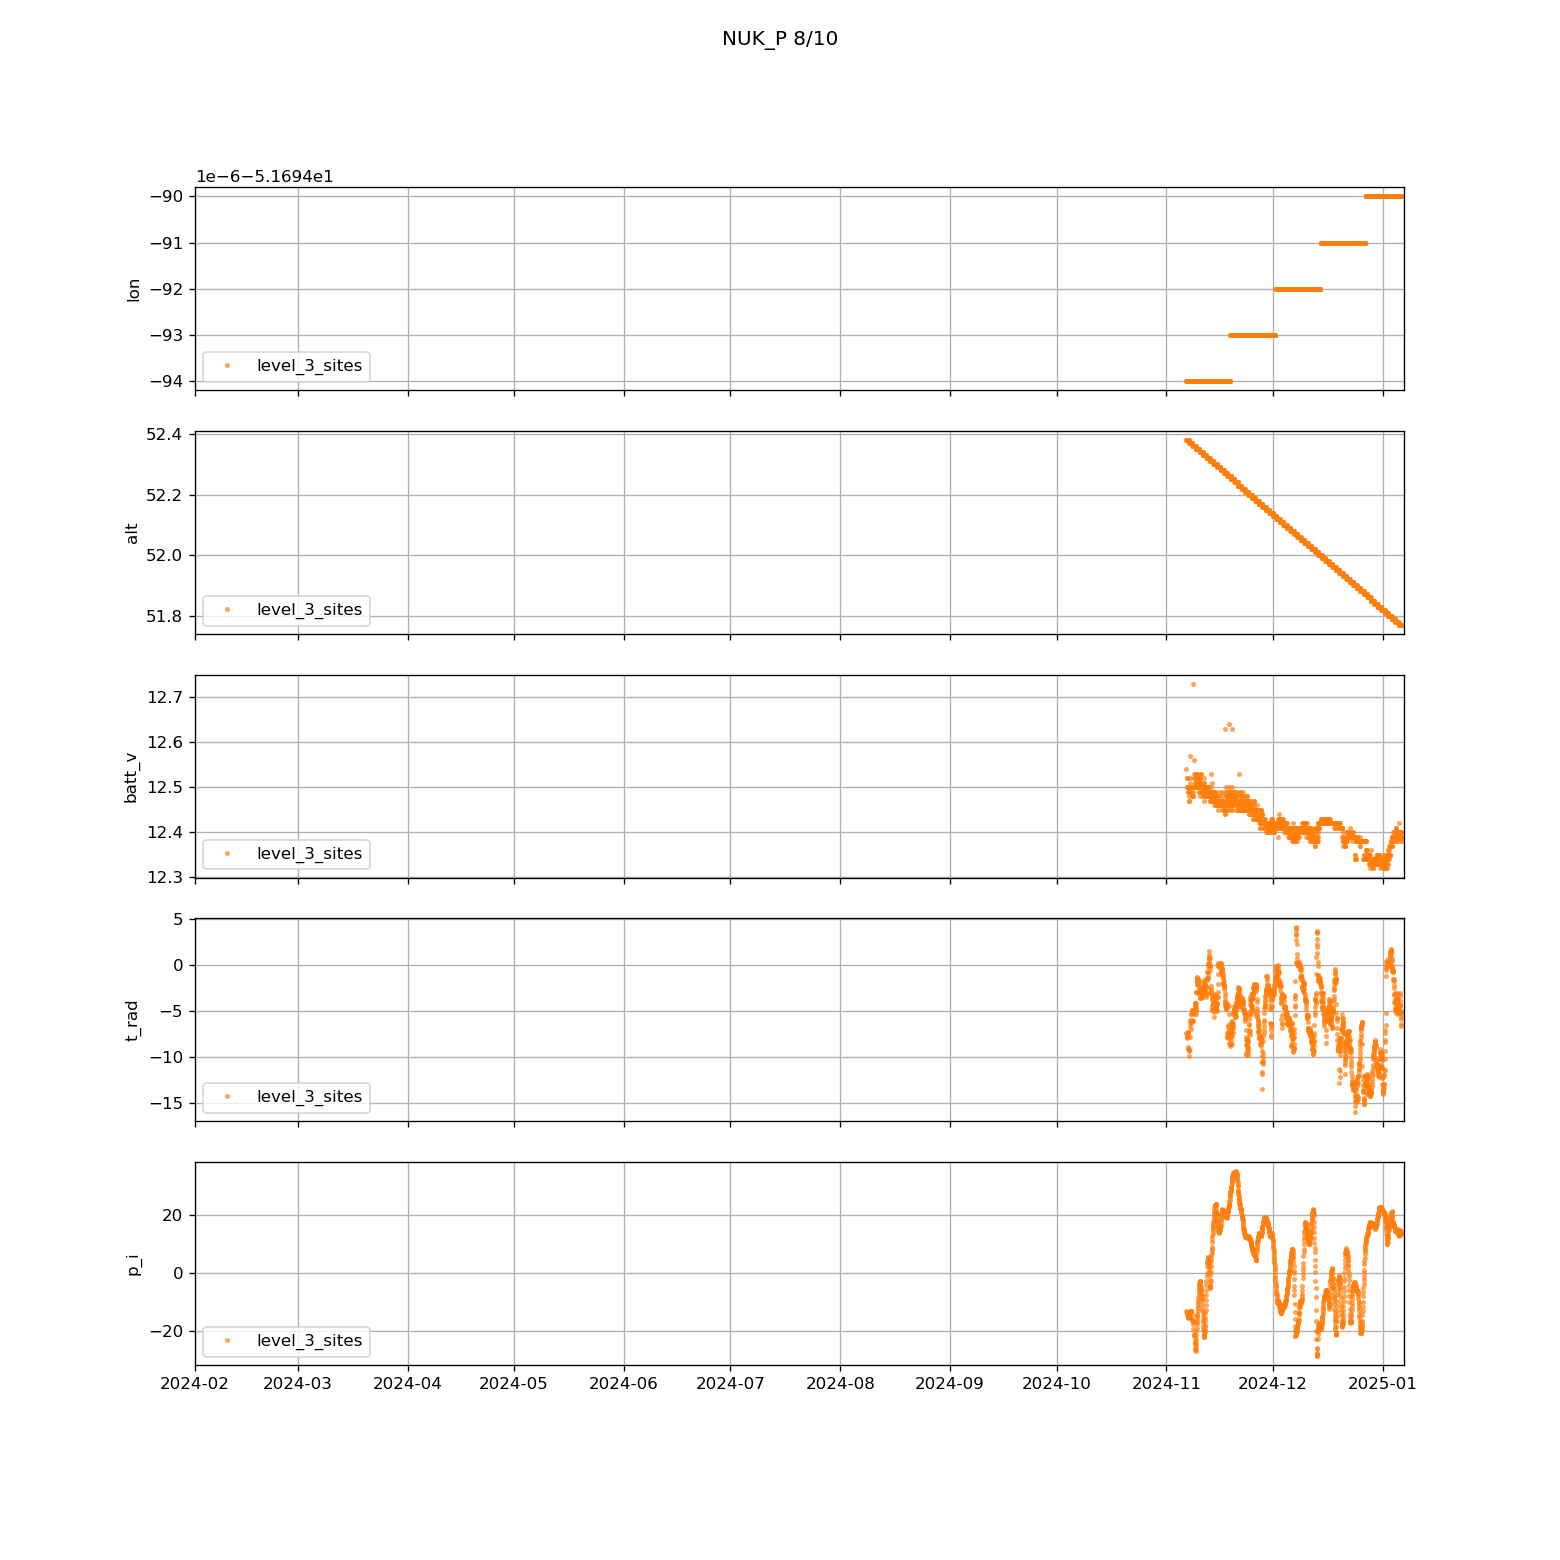 NUK_P 8/10
1e−6−5.1694e1
−90
−91
−92
−93
−94
lon
level_3_sites
52.4
52.2
52.0
51.8
alt
level_3_sites
12.7
12.6
12.5
12.4
12.3
batt_v
level_3_sites
5
0
−5
−10
−15
t_rad
level_3_sites
20
0
−20
p_i
level_3_sites
2024-02 2024-03 2024-04 2024-05 2024-06 2024-07 2024-08 2024-09 2024-10 2024-11 2024-12 2025-01